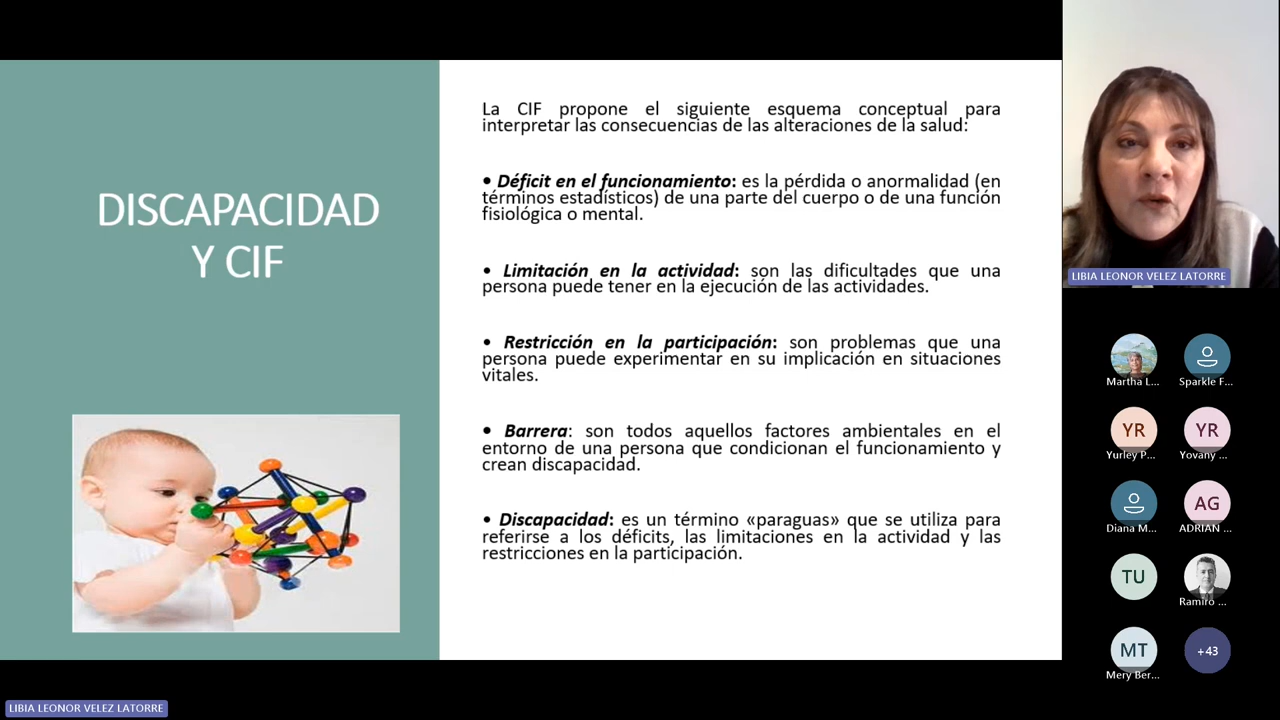 DISCAPACIDAD
Y CIF
La CIF propone el siguiente esquema conceptual para
interpretar las consecuencias de las alteraciones de la salud:
• Déficit en el funcionamiento: es la pérdida o anormalidad (en
términos estadísticos) de una parte del cuerpo o de una función
fisiológica o mental.
• Limitación en la actividad: son las dificultades que una
persona puede tener en la ejecución de las actividades.
• Restricción en la participación: son problemas que una
persona puede experimentar en su implicación en situaciones
vitales.
• Barrera: son todos aquellos factores ambientales en el
entorno de una persona que condicionan el funcionamiento y
crean discapacidad.
• Discapacidad: es un término «paraguas» que se utiliza para
referirse a los déficits, las limitaciones en la actividad y las
restricciones en la participación.
LIBIA LEONOR VELEZ LATORRE
Martha L...
Sparkle F...
YR
Yurley P...
YR
Yovany ...
Diana M...
AG
ADRIAN ...
TU
Ramiro ...
MT
Mery Ber...
+43
LIBIA LEONOR VELEZ LATORRE